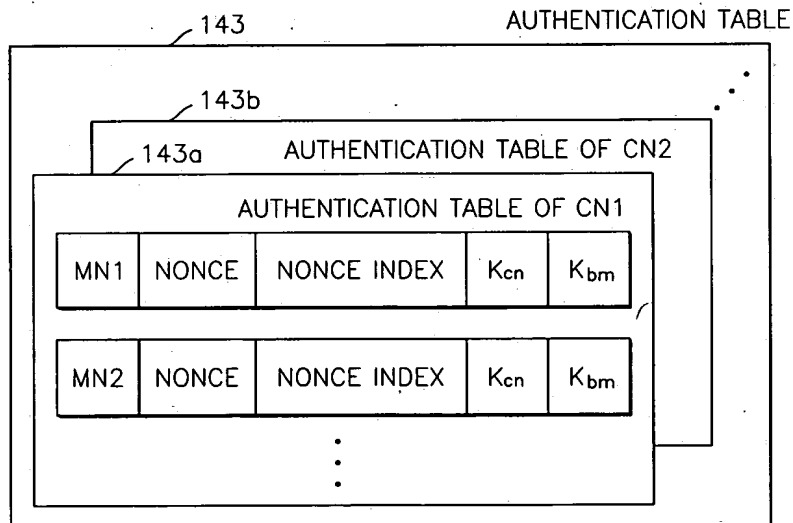 143
AUTHENTICATION TABLE
143b
AUTHENTICATION TABLE OF CN2
143a
AUTHENTICATION TABLE OF CN1
MN1 NONCE NONCE INDEX Kcn Kbm
MN2 NONCE NONCE INDEX Kcn Kbm